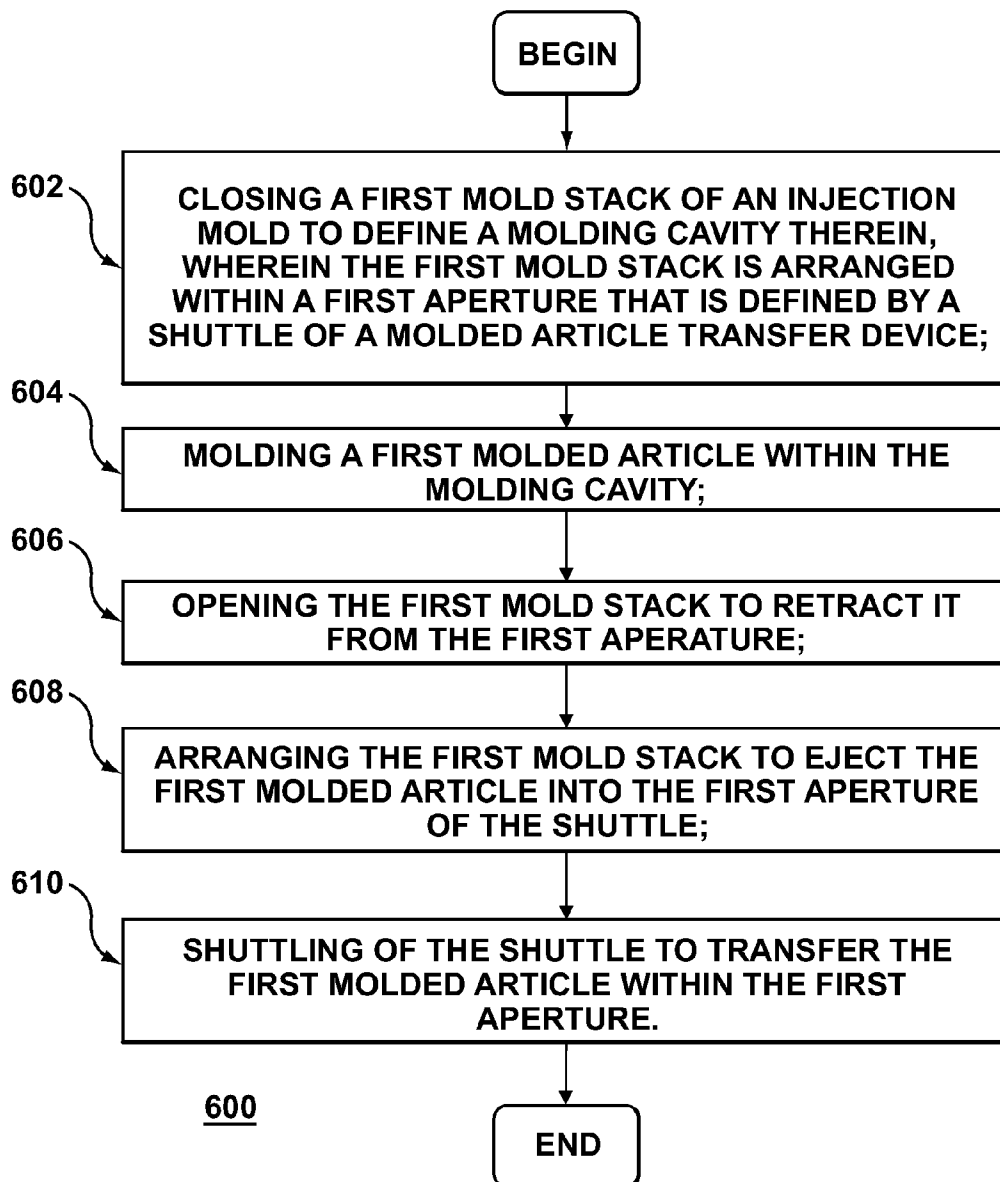 BEGIN
602
CLOSING A FIRST MOLD STACK OF AN INJECTION
MOLD TO DEFINE A MOLDING CAVITY THEREIN,
WHEREIN THE FIRST MOLD STACK IS ARRANGED
WITHIN A FIRST APERTURE THAT IS DEFINED BY A
SHUTTLE OF A MOLDED ARTICLE TRANSFER DEVICE;
604
MOLDING A FIRST MOLDED ARTICLE WITHIN THE
MOLDING CAVITY;
606
OPENING THE FIRST MOLD STACK TO RETRACT IT
FROM THE FIRST APERATURE;
608
ARRANGING THE FIRST MOLD STACK TO EJECT THE
FIRST MOLDED ARTICLE INTO THE FIRST APERTURE
OF THE SHUTTLE;
610
SHUTTLING OF THE SHUTTLE TO TRANSFER THE
FIRST MOLDED ARTICLE WITHIN THE FIRST
APERTURE.
600
END